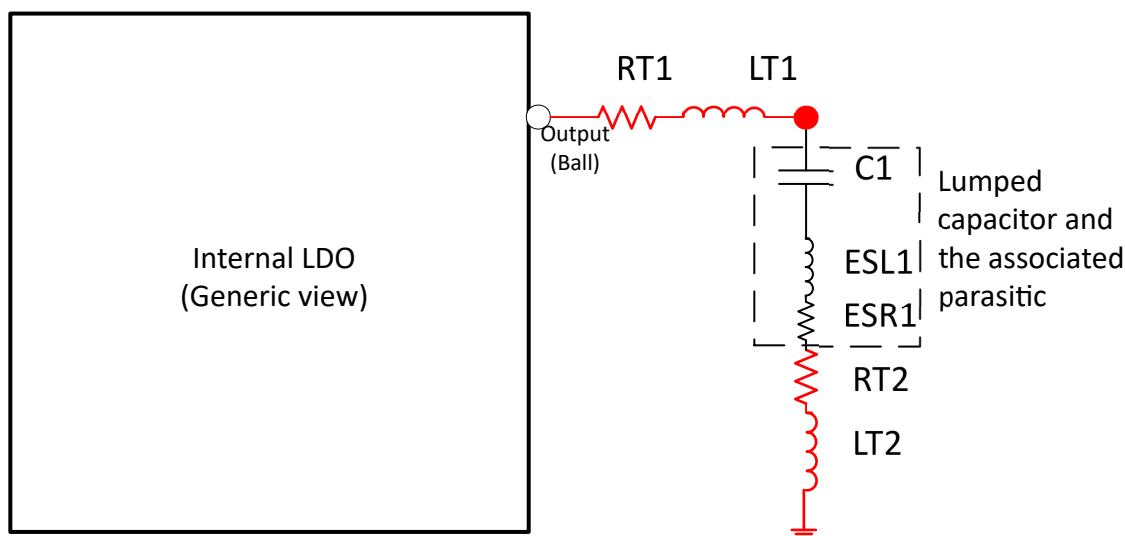 RT1
LT1
Output
(Ball)
C1
Lumped
capacitor and
the associated
parasitic
Internal LDO
(Generic view)
ESL1
ESR1
RT2
LT2